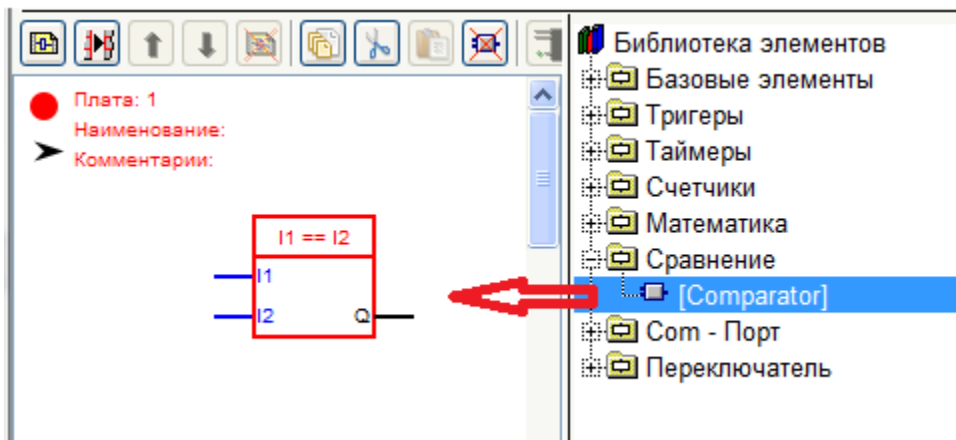 Плата: 1
Наименование:
Комментарии:
I1 == I2
I1
I2 Q
Библиотека элементов
Базовые элементы
Тригеры
Таймеры
Счетчики
Математика
Сравнение
[Comparator]
Com - Порт
Переключатель